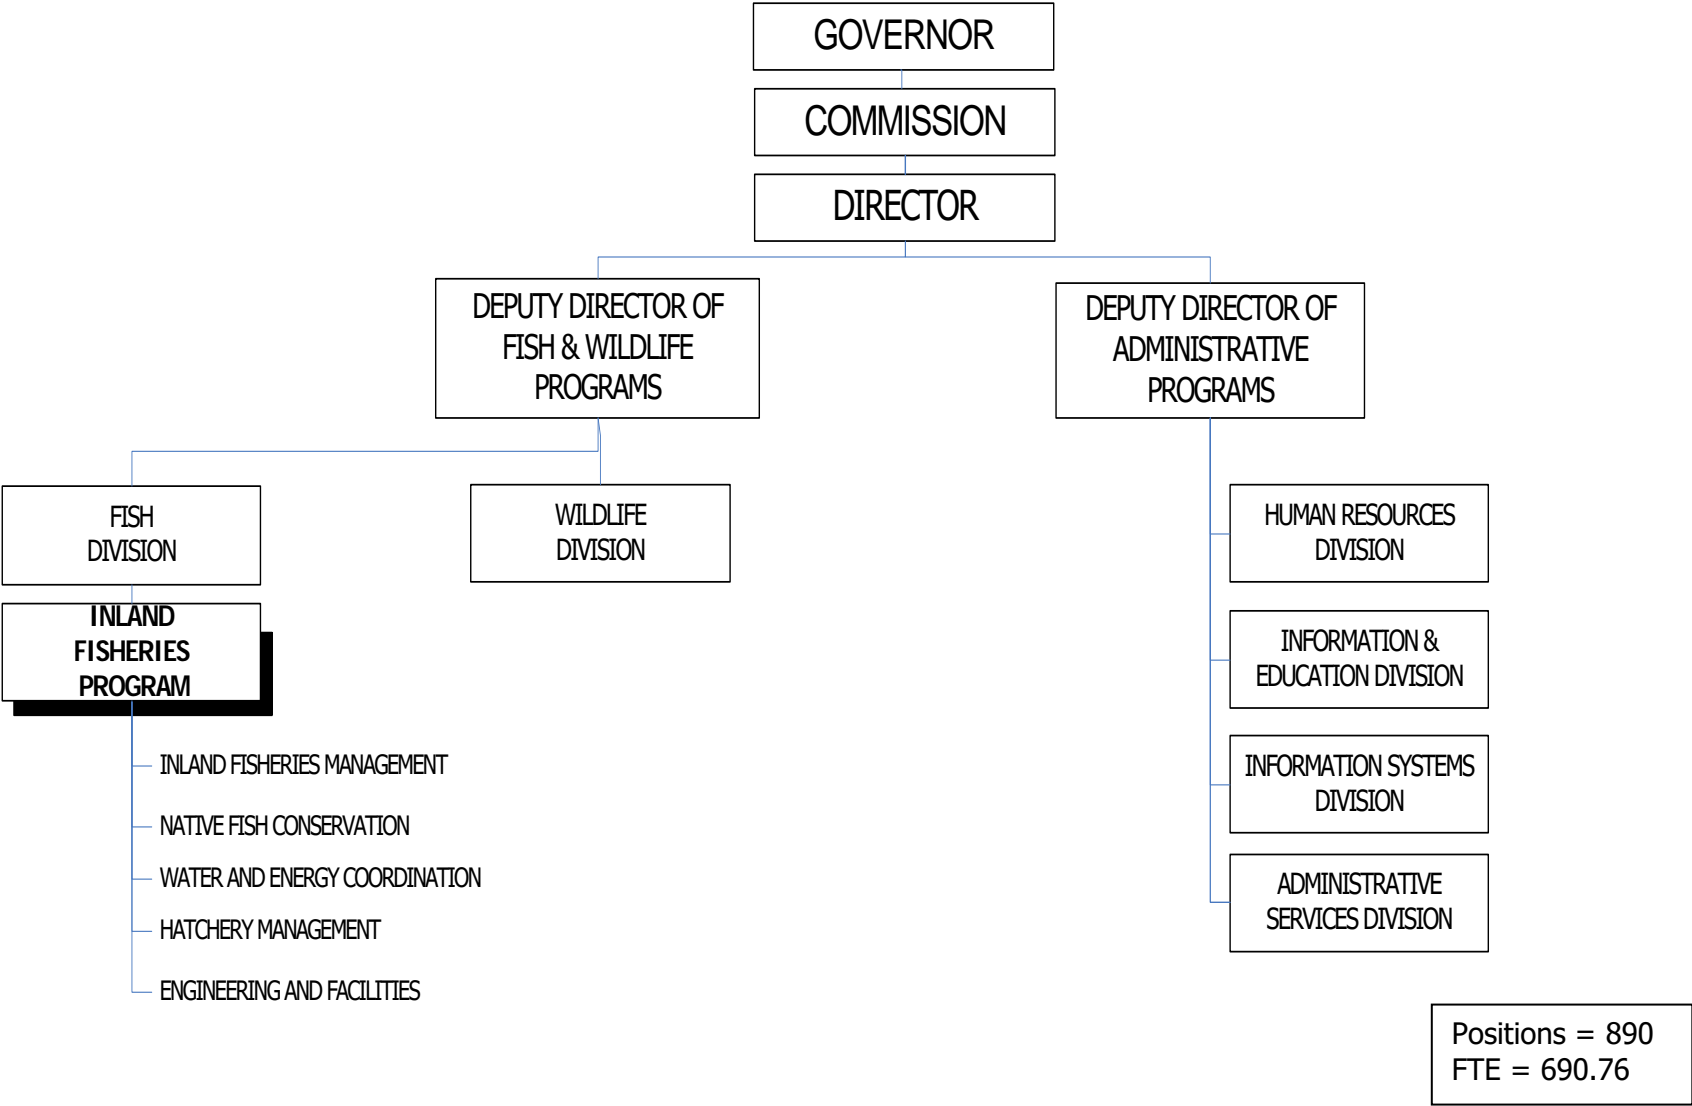 GOVERNOR
COMMISSION
DIRECTOR
DEPUTY DIRECTOR OF
FISH & WILDLIFE
PROGRAMS
DEPUTY DIRECTOR OF
ADMINISTRATIVE
PROGRAMS
FISH
DIVISION
WILDLIFE
DIVISION
INLAND
FISHERIES
PROGRAM
INLAND FISHERIES MANAGEMENT
NATIVE FISH CONSERVATION
WATER AND ENERGY COORDINATION
HATCHERY MANAGEMENT
ENGINEERING AND FACILITIES
HUMAN RESOURCES
DIVISION
INFORMATION &
EDUCATION DIVISION
INFORMATION SYSTEMS
DIVISION
ADMINISTRATIVE
SERVICES DIVISION
Positions = 890
FTE = 690.76